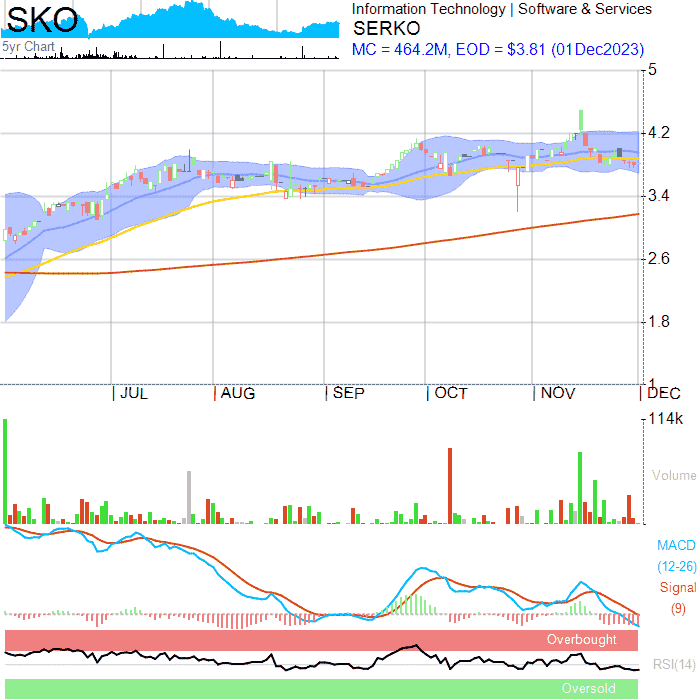 SKO
Information Technology | Software & Services
SERKO
MC = 464.2M, EOD = $3.81 (01Dec2023)
5yr Chart
5
4.2
3.4
2.6
1.8
1
| JUL | AUG | SEP | OCT | NOV | DEC
114k
Volume
MACD
(12-26)
Signal
(9)
Overbought
RSI(14)
Oversold